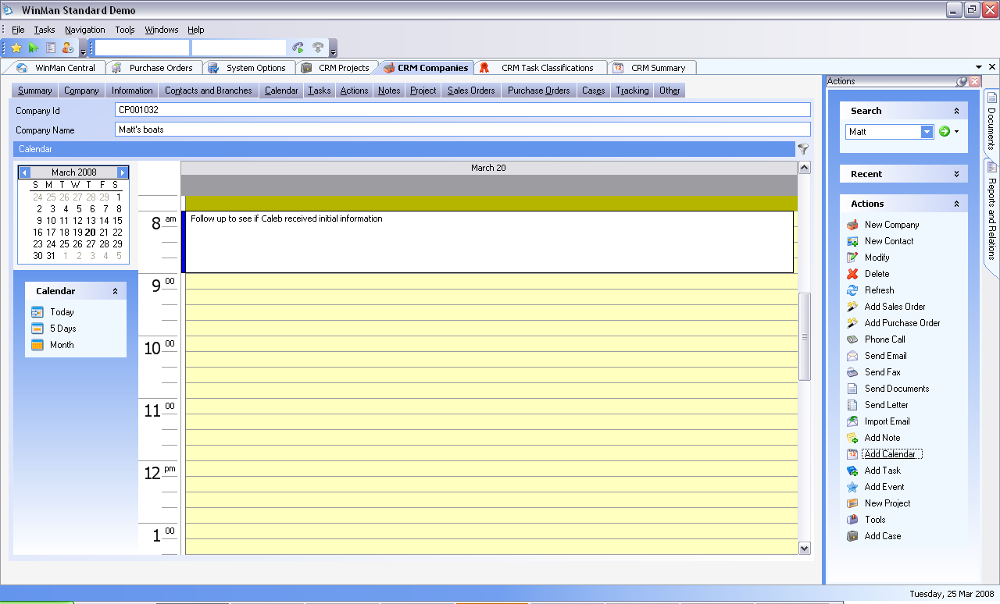 WinMan Standard Demo
File Tasks Navigation Tools Windows Help
WinMan Central Purchase Orders System Options CRM Projects CRM Companies CRM Task Classifications CRM Summary
Summary Company Information Contacts and Branches Calendar Tasks Actions Notes Projects Sales Orders Purchase Orders Cases Tracking Other
Company Id CP001032
Company Name Matt's boats
Calendar
March 2008
S M T W T F S
24 25 26 27 28 29 1
2 3 4 5 6 7 8
9 10 11 12 13 14 15
16 17 18 19 20 21 22
23 24 25 26 27 28 29
30 31 1 2 3 4 5
Calendar
Today
5 Days
Month
March 20
8 am Follow up to see if Caleb received initial information
9 00
10 00
11 00
12 pm
1 00
Actions
Search
Matt
Recent
Actions
New Company
New Contact
Modify
Delete
Refresh
Add Sales Order
Add Purchase Order
Phone Call
Send Email
Send Fax
Send Documents
Send Letter
Import Email
Add Note
12 Add Calendar
Add Task
Add Event
New Project
Tools
Add Case
Documents
Reports and Relations
Tuesday, 25 Mar 2008